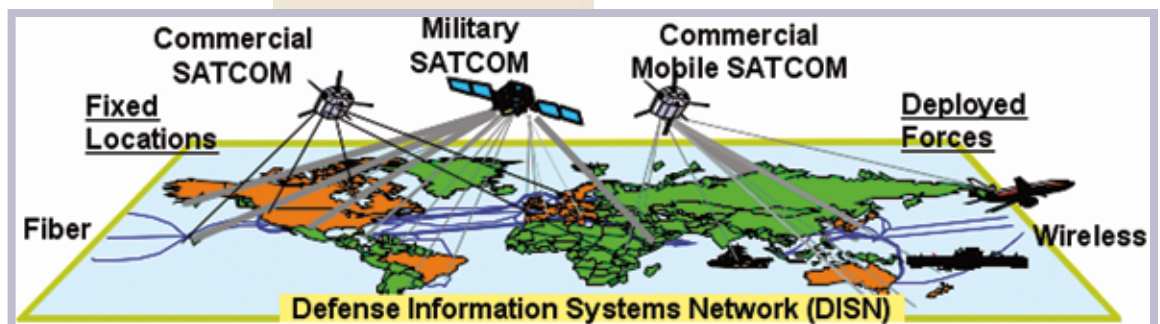 Commercial
SATCOM
Military
SATCOM
Commercial
Mobile SATCOM
Fixed
Locations
Deployed
Forces
Fiber
Wireless
Defense Information Systems Network (DISN)